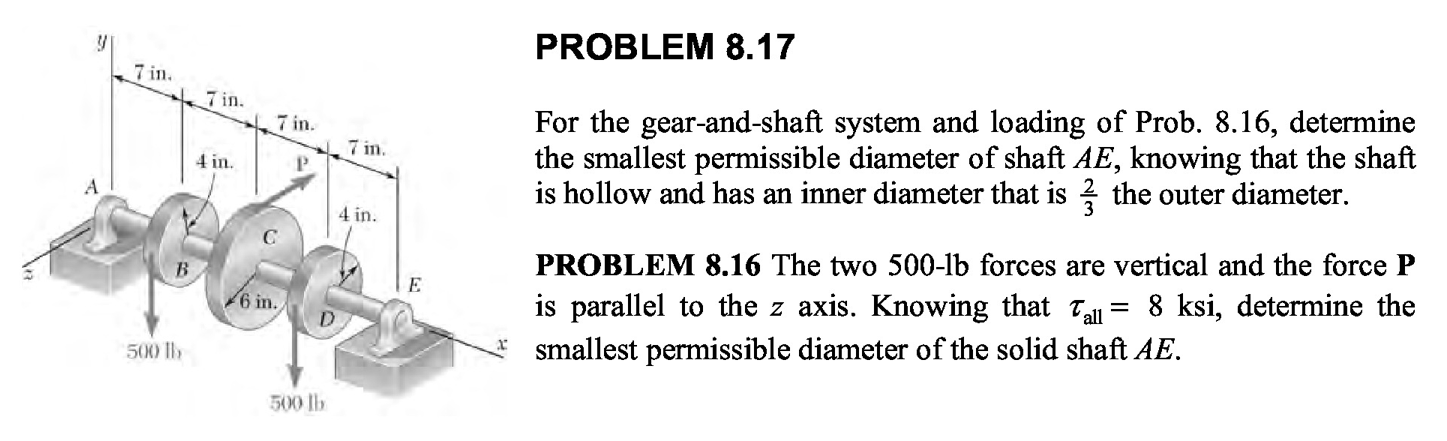 y
7 in.
7 in.
7 in.
7 in.
4 in.
P
A
4 in.
C
z
B
E
6 in.
D
x
500 lb
500 lb
PROBLEM 8.17
For the gear-and-shaft system and loading of Prob. 8.16, determine
the smallest permissible diameter of shaft AE, knowing that the shaft
is hollow and has an inner diameter that is 2/3 the outer diameter.
PROBLEM 8.16 The two 500-lb forces are vertical and the force P
is parallel to the z axis. Knowing that τall = 8 ksi, determine the
smallest permissible diameter of the solid shaft AE.